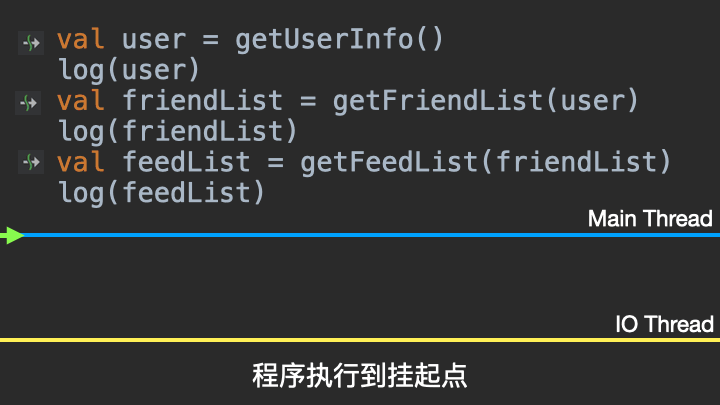 val user = getUserInfo()
log(user)
val friendList = getFriendList(user)
log(friendList)
val feedList = getFeedList(friendList)
log(feedList)
Main Thread
IO Thread
程序执行到挂起点